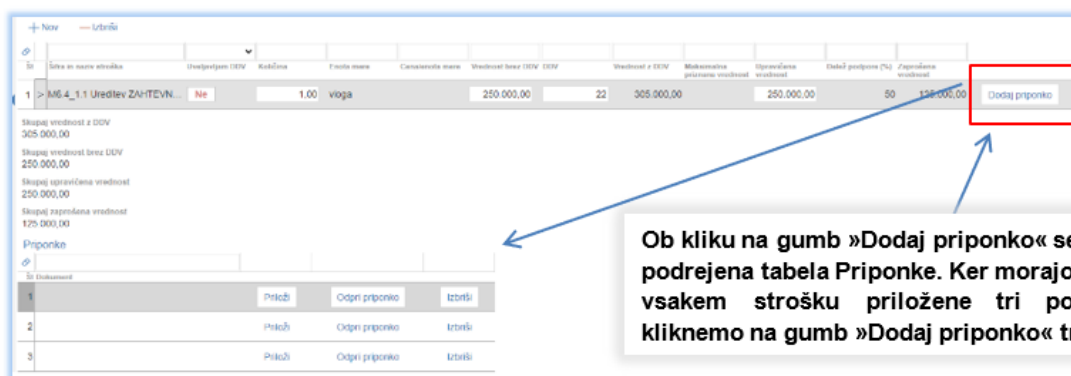 Nov Izbriši
Št Šifra in naziv stroška Uveljavljam DDV Količina Enota mere Cena/enota mere Vrednost brez DDV DDV Vrednost z DDV Maksimalna priznana vrednost Upravičena vrednost Delež podpore (%) Zaprošena vrednost
1 > M6.4_1.1 Ureditev ZAHTEVN... Ne 1,00 vloga 250.000,00 22 305.000,00 250.000,00 50 125.000,00 Dodaj priponko
Skupaj vrednost z DDV
305.000,00
Skupaj vrednost brez DDV
250.000,00
Skupaj upravičena vrednost
250.000,00
Skupaj zaprošena vrednost
125.000,00
Priponke
Št Dokument
1 Priloži Odpri priponko Izbriši
2 Priloži Odpri priponko Izbriši
3 Priloži Odpri priponko Izbriši
Ob kliku na gumb »Dodaj priponko« se
podrejena tabela Priponke. Ker morajo
vsakem strošku priložene tri po
kliknemo na gumb »Dodaj priponko« tr